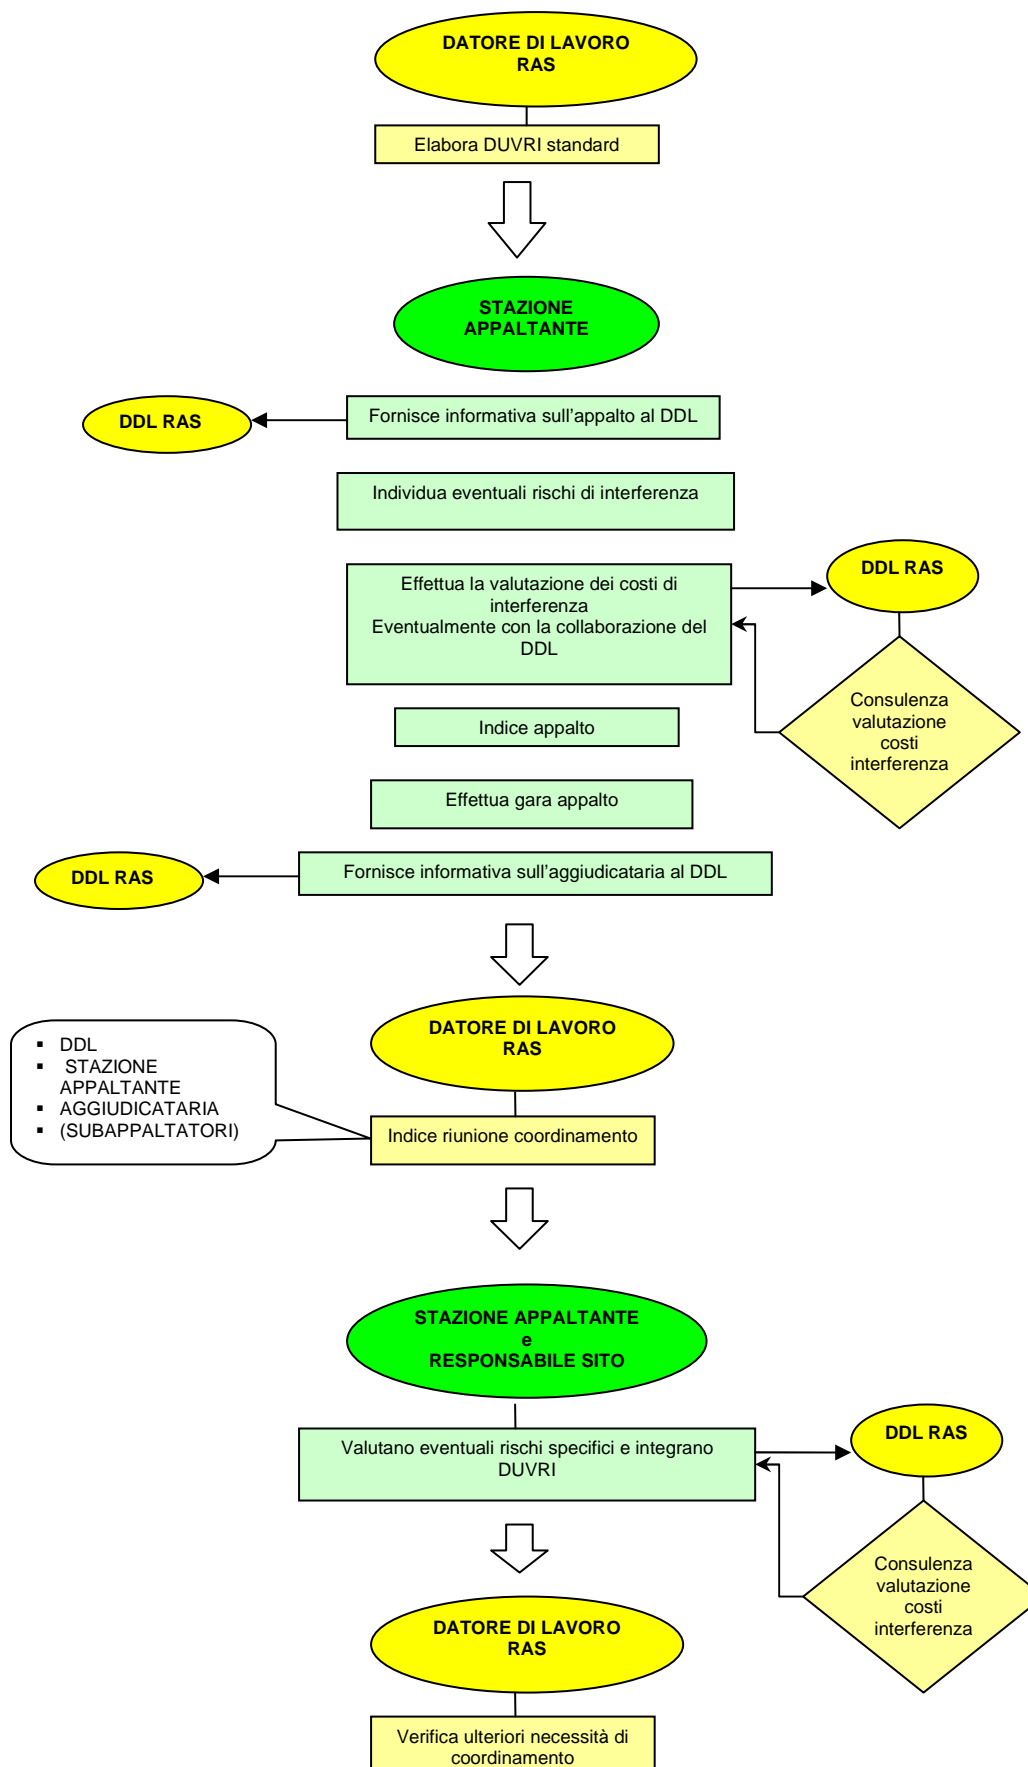 DATORE DI LAVORO
RAS
Elabora DUVRI standard
STAZIONE
APPALTANTE
DDL RAS
Fornisce informativa sull’appalto al DDL
Individua eventuali rischi di interferenza
Effettua la valutazione dei costi di
interferenza
Eventualmente con la collaborazione del
DDL
DDL RAS
Consulenza
valutazione
costi
interferenza
Indice appalto
Effettua gara appalto
DDL RAS
Fornisce informativa sull’aggiudicataria al DDL
DATORE DI LAVORO
RAS
▪ DDL
▪ STAZIONE
APPALTANTE
▪ AGGIUDICATARIA
▪ (SUBAPPALTATORI)
Indice riunione coordinamento
STAZIONE APPALTANTE
e
RESPONSABILE SITO
Valutano eventuali rischi specifici e integrano
DUVRI
DDL RAS
Consulenza
valutazione
costi
interferenza
DATORE DI LAVORO
RAS
Verifica ulteriori necessità di
coordinamento